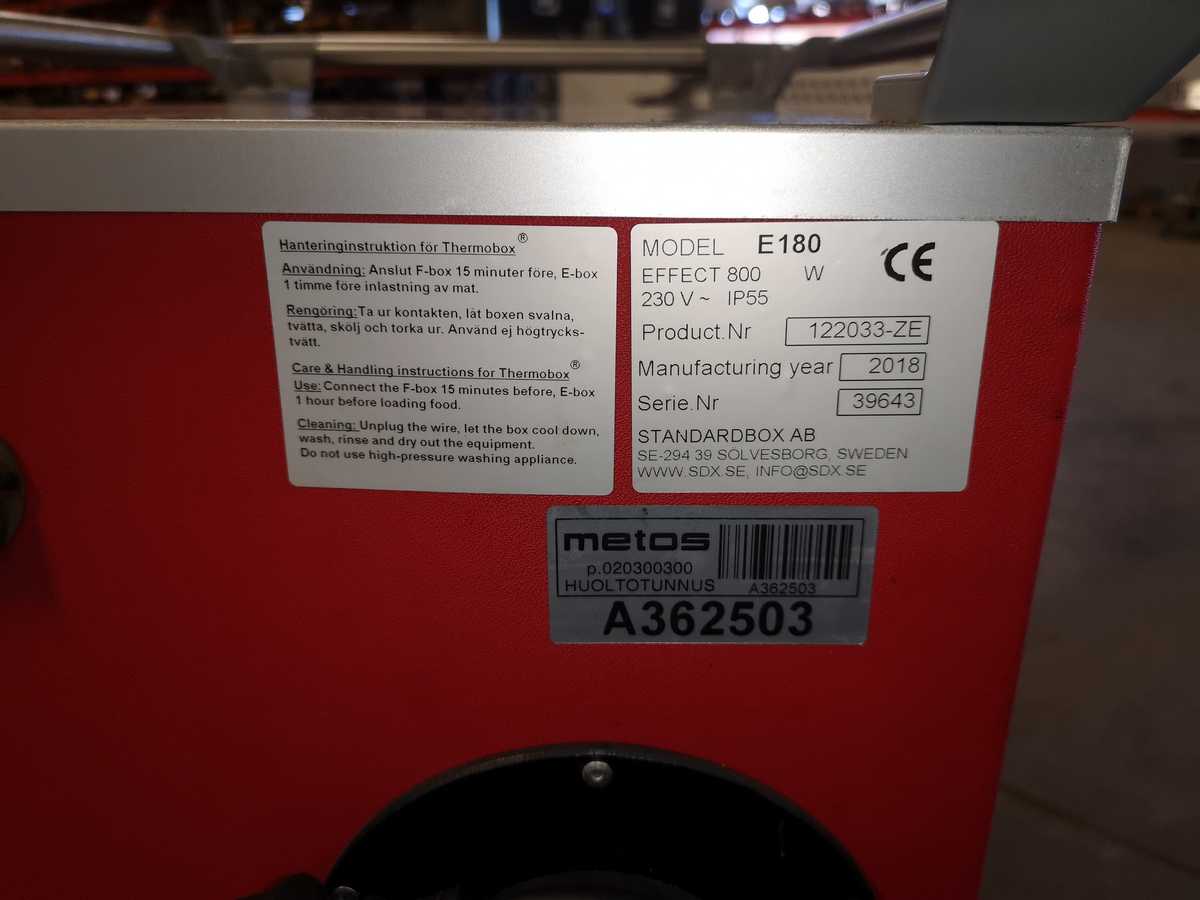 Hanteringinstruktion för Thermobox®
Användning: Anslut F-box 15 minuter före, E-box
1 timme före inlastning av mat.
Rengöring:Ta ur kontakten, låt boxen svalna,
tvätta, skölj och torka ur. Använd ej högtrycks-
tvätt.
Care & Handling instructions for Thermobox®
Use: Connect the F-box 15 minutes before, E-box
1 hour before loading food.
Cleaning: Unplug the wire, let the box cool down,
wash, rinse and dry out the equipment.
Do not use high-pressure washing appliance.
MODEL E180
EFFECT 800 W
230 V ~ IP55
CE
Product.Nr 122033-ZE
Manufacturing year 2018
Serie.Nr 39643
STANDARDBOX AB
SE-294 39 SÖLVESBORG, SWEDEN
WWW.SDX.SE, INFO@SDX.SE
metos
p.020300300
HUOLTOTUNNUS A362503
A362503